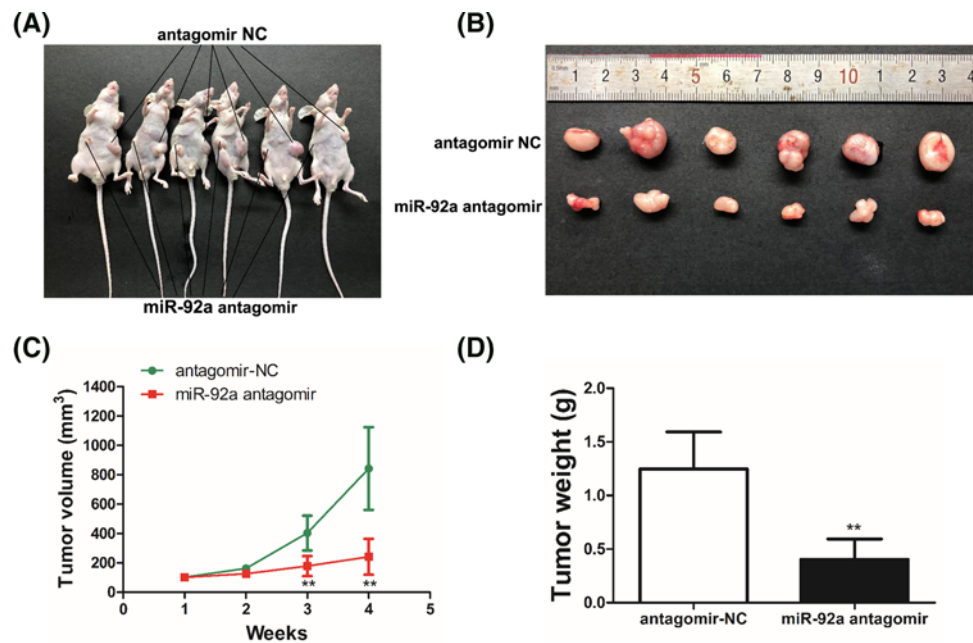 (A)
antagomir NC
miR-92a antagomir
(B)
1 2 3 4 5 6 7 8 9 10 1 2 3 4
antagomir NC
miR-92a antagomir
(C)
antagomir-NC
miR-92a antagomir
Tumor volume (mm³)
1400
1200
1000
800
600
400
200
0
** **
0 1 2 3 4 5
Weeks
(D)
Tumor weight (g)
2.0
1.5
1.0
0.5
0.0
**
antagomir-NC miR-92a antagomir